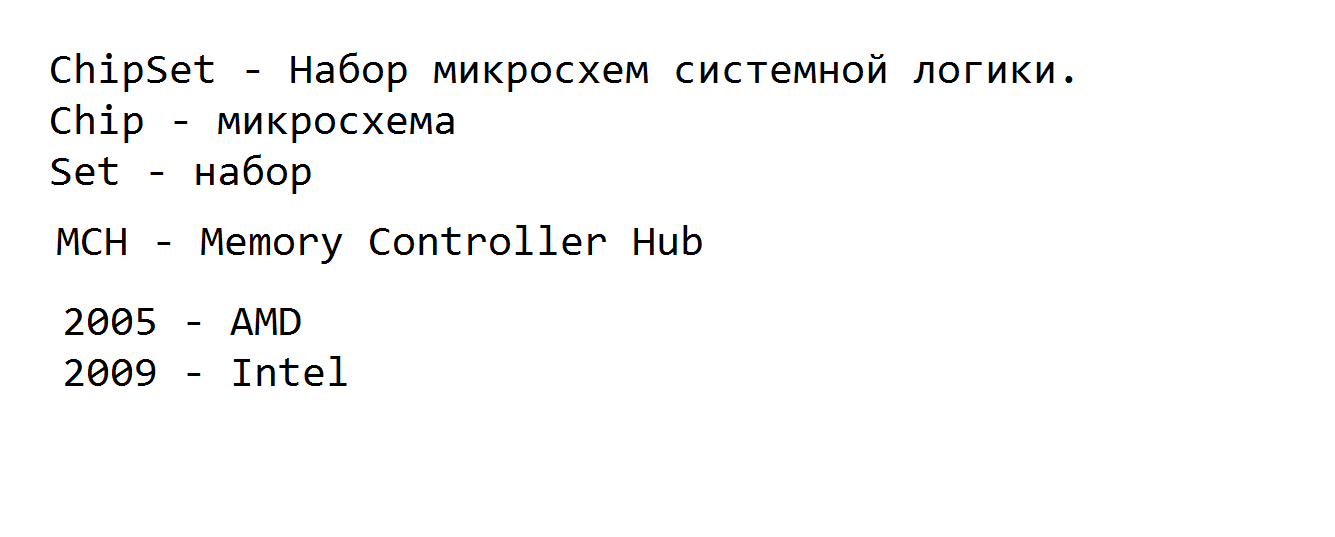 ChipSet - Набор микросхем системной логики.
Chip - микросхема
Set - набор
MCH - Memory Controller Hub
2005 - AMD
2009 - Intel